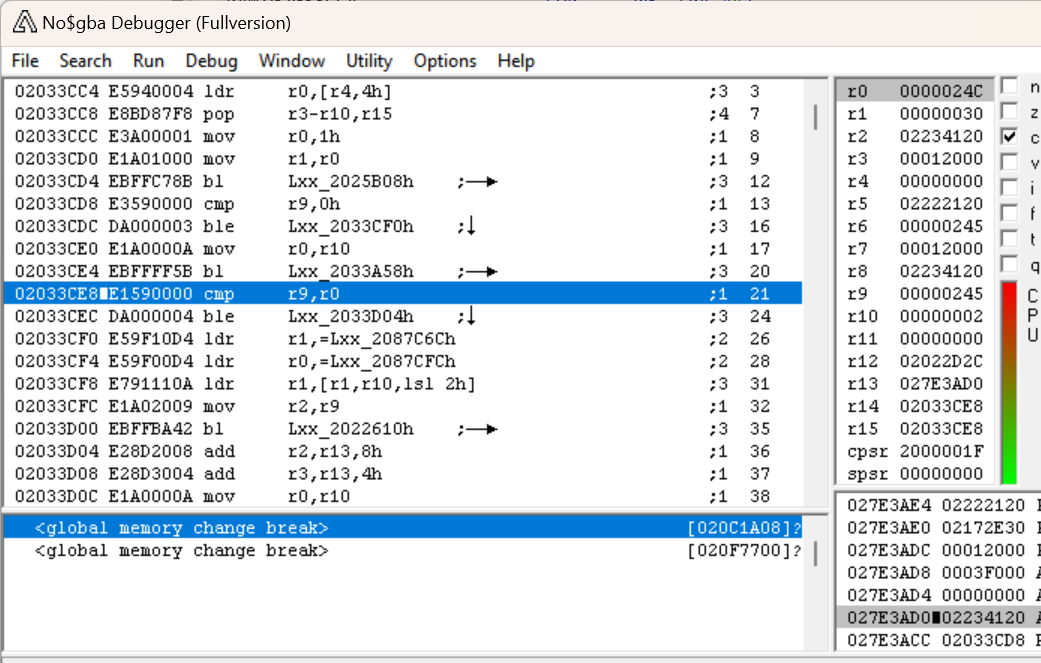 No$gba Debugger (Fullversion)
File Search Run Debug Window Utility Options Help
02033CC4 E5940004 ldr r0,[r4,4h] ;3 3
02033CC8 E8BD87F8 pop r3-r10,r15 ;4 7
02033CCC E3A00001 mov r0,1h ;1 8
02033CD0 E1A01000 mov r1,r0 ;1 9
02033CD4 EBFFC78B bl Lxx_2025B08h ;→ ;3 12
02033CD8 E3590000 cmp r9,0h ;1 13
02033CDC DA000003 ble Lxx_2033CF0h ;↓ ;3 16
02033CE0 E1A0000A mov r0,r10 ;1 17
02033CE4 EBFFFF5B bl Lxx_2033A58h ;→ ;3 20
02033CE8 E1590000 cmp r9,r0 ;1 21
02033CEC DA000004 ble Lxx_2033D04h ;↓ ;3 24
02033CF0 E59F10D4 ldr r1,=Lxx_2087C6Ch ;2 26
02033CF4 E59F00D4 ldr r0,=Lxx_2087CFCh ;2 28
02033CF8 E791110A ldr r1,[r1,r10,lsl 2h] ;3 31
02033CFC E1A02009 mov r2,r9 ;1 32
02033D00 EBFFBA42 bl Lxx_2022610h ;→ ;3 35
02033D04 E28D2008 add r2,r13,8h ;1 36
02033D08 E28D3004 add r3,r13,4h ;1 37
02033D0C E1A0000A mov r0,r10 ;1 38
r0 0000024C
r1 00000030
r2 02234120
r3 00012000
r4 00000000
r5 02222120
r6 00000245
r7 00012000
r8 02234120
r9 00000245
r10 00000002
r11 00000000
r12 02022D2C
r13 027E3AD0
r14 02033CE8
r15 02033CE8
cpsr 2000001F
spsr 00000000
n
z
c
v
i
f
t
q
C
P
U
<global memory change break> [020C1A08]?
<global memory change break> [020F7700]?
027E3AE4 02222120
027E3AE0 02172E30
027E3ADC 00012000
027E3AD8 0003F000
027E3AD4 00000000
027E3AD0 02234120
027E3ACC 02033CD8